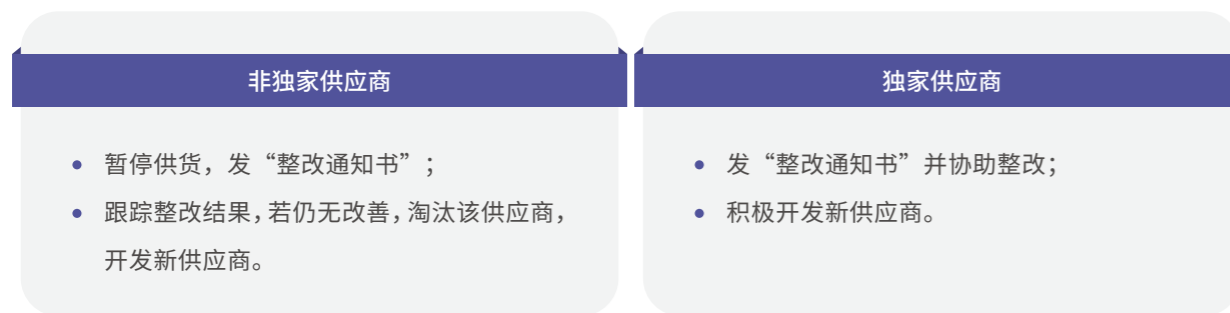 非独家供应商
暂停供货，发“整改通知书”；
跟踪整改结果，若仍无改善，淘汰该供应商，
开发新供应商。
独家供应商
发“整改通知书”并协助整改；
积极开发新供应商。